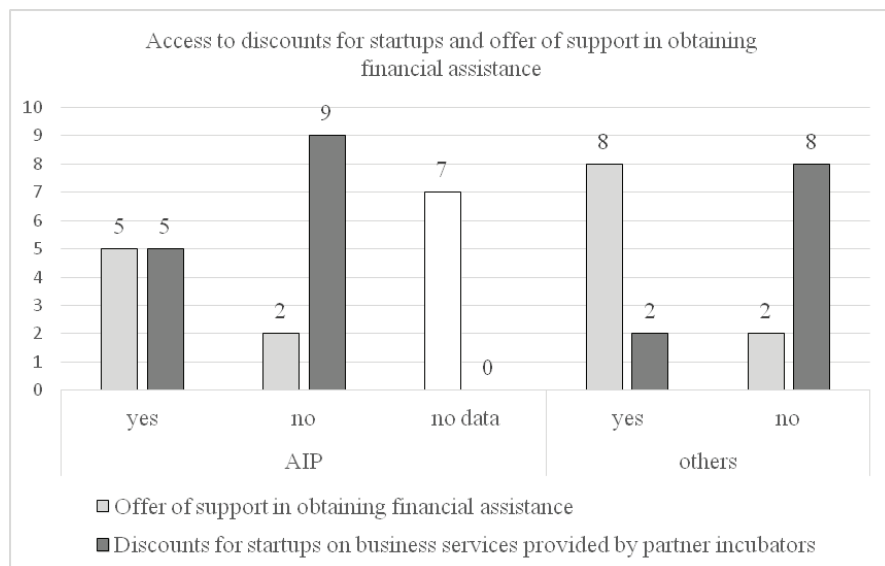 Access to discounts for startups and offer of support in obtaining
financial assistance
10
9
8
7
6
5
4
3
2
1
0
5
5
2
9
7
0
8
2
2
8
yes
no
no data
yes
no
AIP
others
Offer of support in obtaining financial assistance
Discounts for startups on business services provided by partner incubators